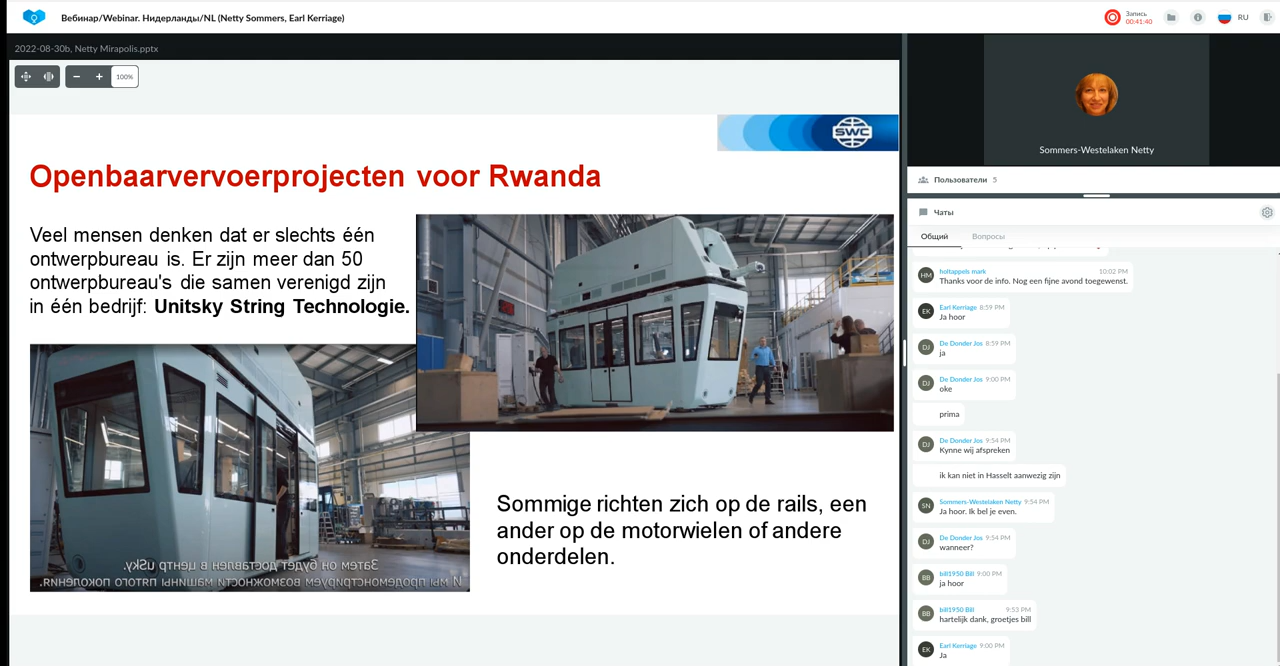 Вебинар/Webinar. Нидерланды/NL (Netty Sommers, Earl Kerriage)
Запись
00:41:40
RU
2022-08-30b, Netty Mirapolis.pptx
100%
SWC
Openbaarvervoerprojecten voor Rwanda
Veel mensen denken dat er slechts één
ontwerpbureau is. Er zijn meer dan 50
ontwerpbureau's die samen verenigd zijn
in één bedrijf: Unitsky String Technologie.
Затем он будет доставлен в центр uSky.
И мы продемонстрируем возможности машины пятого поколения.
Sommige richten zich op de rails, een
ander op de motorwielen of andere
onderdelen.
Sommers-Westelaken Netty
Пользователи 5
Чаты
Общий Вопросы
HM holtappels mark 10:02 PM
Thanks voor de info. Nog een fijne avond toegewenst.
EK Earl Kerriage 8:59 PM
Ja hoor
DJ De Donder Jos 8:59 PM
ja
DJ De Donder Jos 9:00 PM
oke
prima
DJ De Donder Jos 9:54 PM
Kynne wij afspreken
ik kan niet in Hasselt aanwezig zijn
SN Sommers-Westelaken Netty 9:54 PM
Ja hoor. Ik bel je even.
DJ De Donder Jos 9:54 PM
wanneer?
BB bill1950 Bill 9:00 PM
ja hoor
BB bill1950 Bill 9:53 PM
hartelijk dank, groetjes bill
EK Earl Kerriage 9:00 PM
Ja